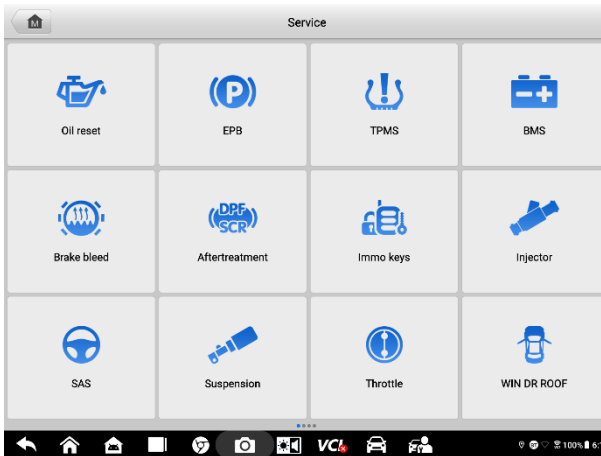 M
Service
Oil reset
EPB
TPMS
BMS
Brake bleed
Aftertreatment
Immo keys
Injector
SAS
Suspension
Throttle
WIN DR ROOF
P
DPF
SCR
M
VCI
100%